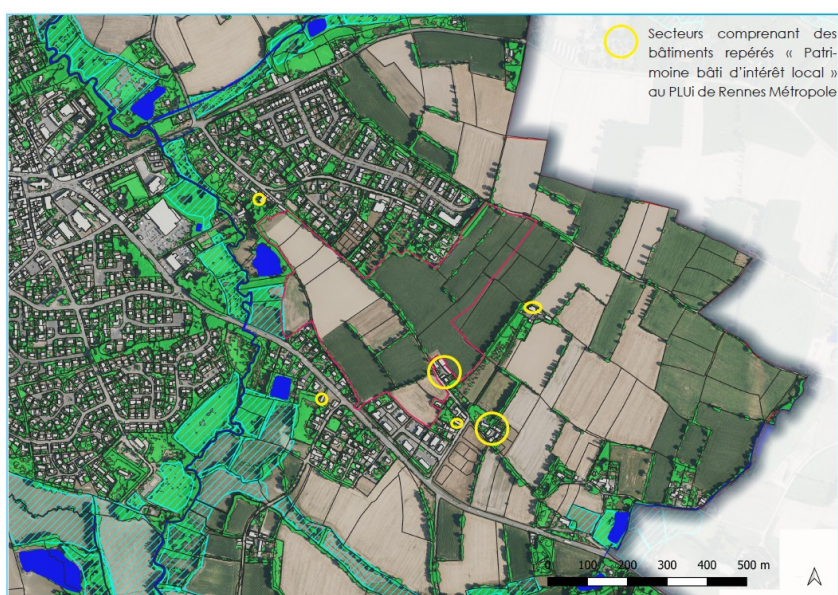 Secteurs comprenant des
bâtiments repérés « Patri-
moine bâti d'intérêt local »
au PLUi de Rennes Métropole
0 100 200 300 400 500 m